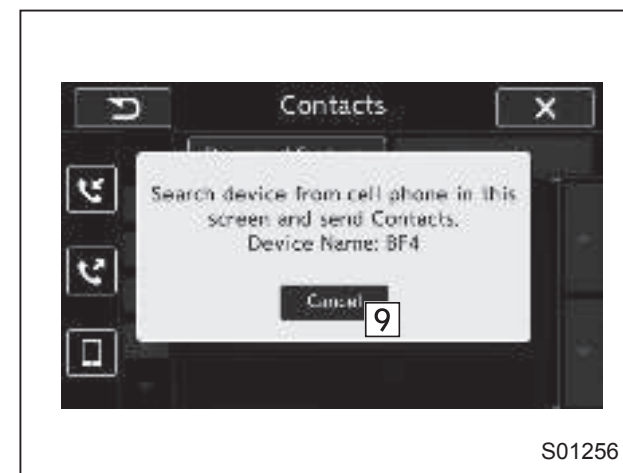 Contacts
Search device from cell phone in this
screen and send Contacts.
Device Name: BF4
Cancel
9
S01256